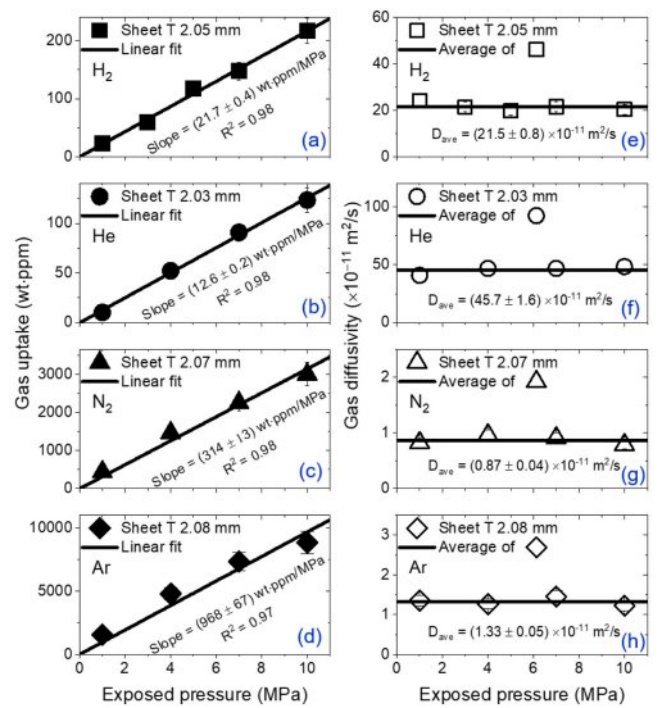 Gas uptake (wt·ppm)
200
100
0
Sheet T 2.05 mm
Linear fit
H2
Slope = (21.7 ± 0.4) wt·ppm/MPa
R² = 0.98
(a)
100
50
0
Sheet T 2.03 mm
Linear fit
He
Slope = (12.6 ± 0.2) wt·ppm/MPa
R² = 0.98
(b)
3000
2000
1000
0
Sheet T 2.07 mm
Linear fit
N2
Slope = (314 ± 13) wt·ppm/MPa
R² = 0.98
(c)
10000
5000
0
Sheet T 2.08 mm
Linear fit
Ar
Slope = (968 ± 67) wt·ppm/MPa
R² = 0.97
(d)
0 2 4 6 8 10
Exposed pressure (MPa)
Gas diffusivity (×10⁻¹¹ m²/s)
60
40
20
0
Sheet T 2.05 mm
Average of
H2
Dave = (21.5 ± 0.8) ×10⁻¹¹ m²/s
(e)
100
50
0
Sheet T 2.03 mm
Average of
He
Dave = (45.7 ± 1.6) ×10⁻¹¹ m²/s
(f)
2
1
0
Sheet T 2.07 mm
Average of
N2
Dave = (0.87 ± 0.04) ×10⁻¹¹ m²/s
(g)
3
2
1
0
Sheet T 2.08 mm
Average of
Ar
Dave = (1.33 ± 0.05) ×10⁻¹¹ m²/s
(h)
0 2 4 6 8 10
Exposed pressure (MPa)